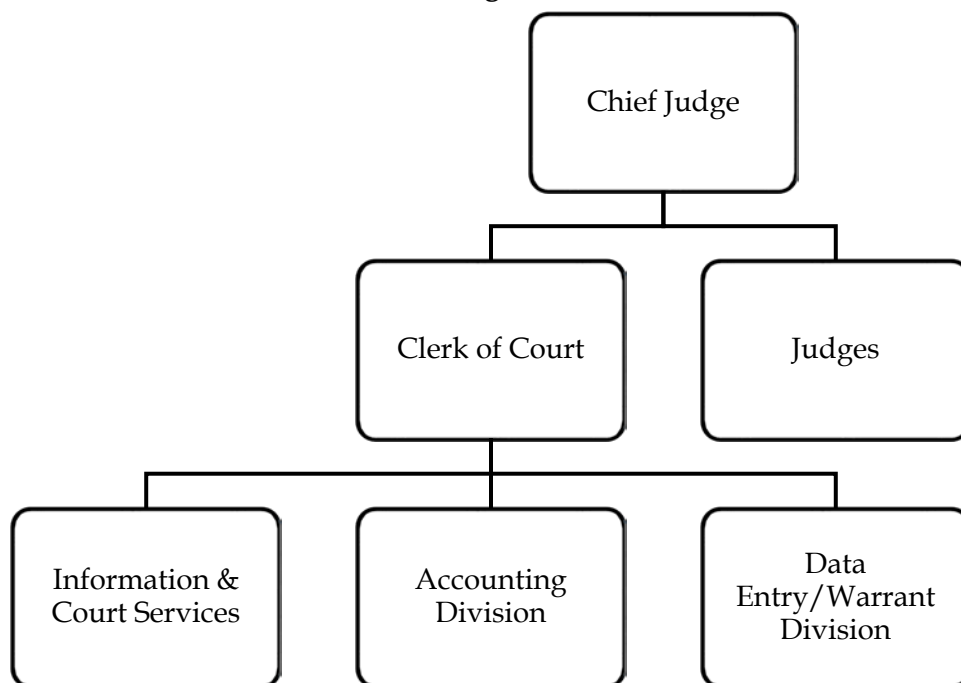 Chief Judge
Clerk of Court
Judges
Information &
Court Services
Accounting
Division
Data
Entry/Warrant
Division